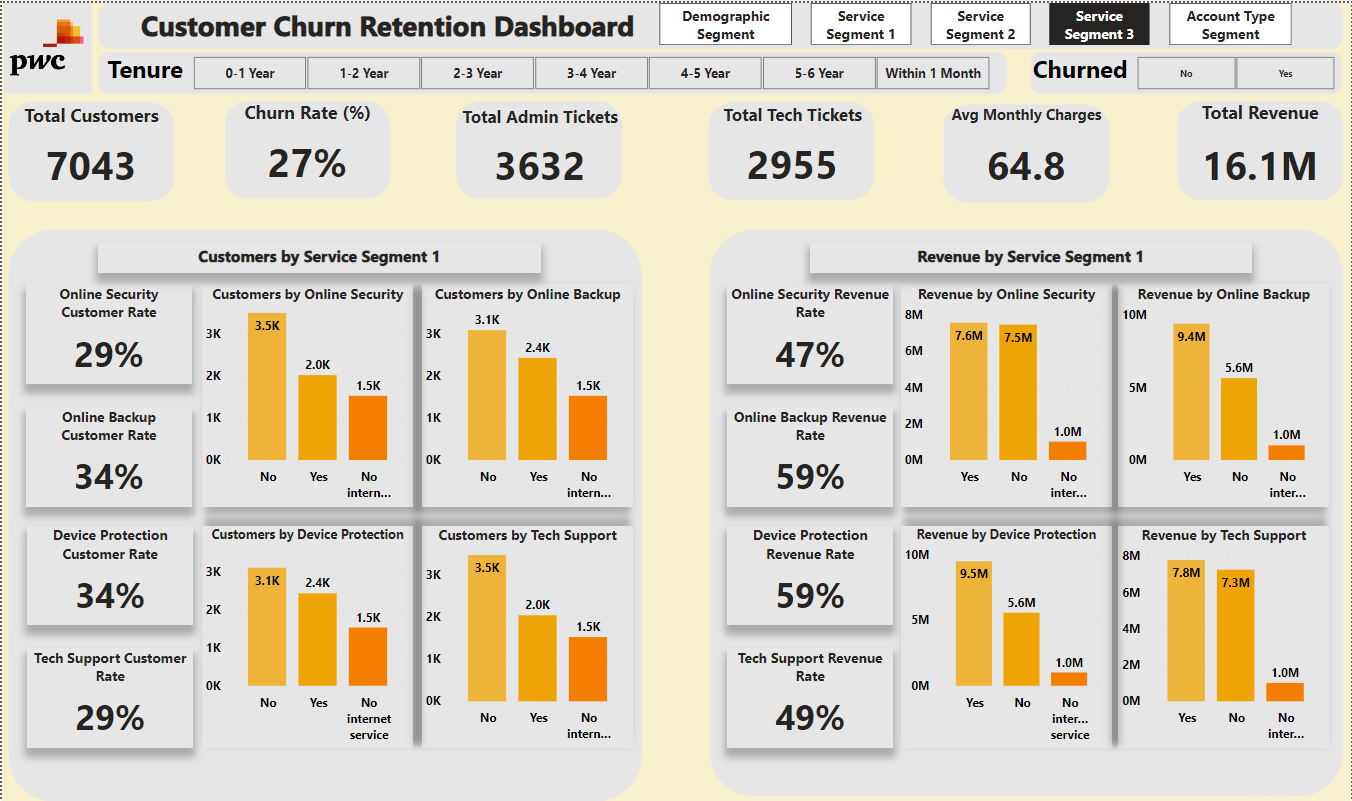 pwc
Customer Churn Retention Dashboard
Demographic
Segment
Service
Segment 1
Service
Segment 2
Service
Segment 3
Account Type
Segment
Tenure
0-1 Year
1-2 Year
2-3 Year
3-4 Year
4-5 Year
5-6 Year
Within 1 Month
Churned
No
Yes
Total Customers
7043
Churn Rate (%)
27%
Total Admin Tickets
3632
Total Tech Tickets
2955
Avg Monthly Charges
64.8
Total Revenue
16.1M
Customers by Service Segment 1
Online Security
Customer Rate
29%
Customers by Online Security
3K
2K
1K
0K
3.5K
2.0K
1.5K
No
Yes
No
intern...
Customers by Online Backup
3K
2K
1K
0K
3.1K
2.4K
1.5K
No
Yes
No
intern...
Online Backup
Customer Rate
34%
Device Protection
Customer Rate
34%
Customers by Device Protection
3K
2K
1K
0K
3.1K
2.4K
1.5K
No
Yes
No
internet
service
Customers by Tech Support
3K
2K
1K
0K
3.5K
2.0K
1.5K
No
Yes
No
intern...
Tech Support Customer
Rate
29%
Revenue by Service Segment 1
Online Security Revenue
Rate
47%
Revenue by Online Security
8M
6M
4M
2M
0M
7.6M
7.5M
1.0M
Yes
No
No
inter...
Revenue by Online Backup
10M
5M
0M
9.4M
5.6M
1.0M
Yes
No
No
inter...
Online Backup Revenue
Rate
59%
Device Protection
Revenue Rate
59%
Revenue by Device Protection
10M
5M
0M
9.5M
5.6M
1.0M
Yes
No
No
inter...
service
Revenue by Tech Support
8M
6M
4M
2M
0M
7.8M
7.3M
1.0M
Yes
No
No
inter...
Tech Support Revenue
Rate
49%